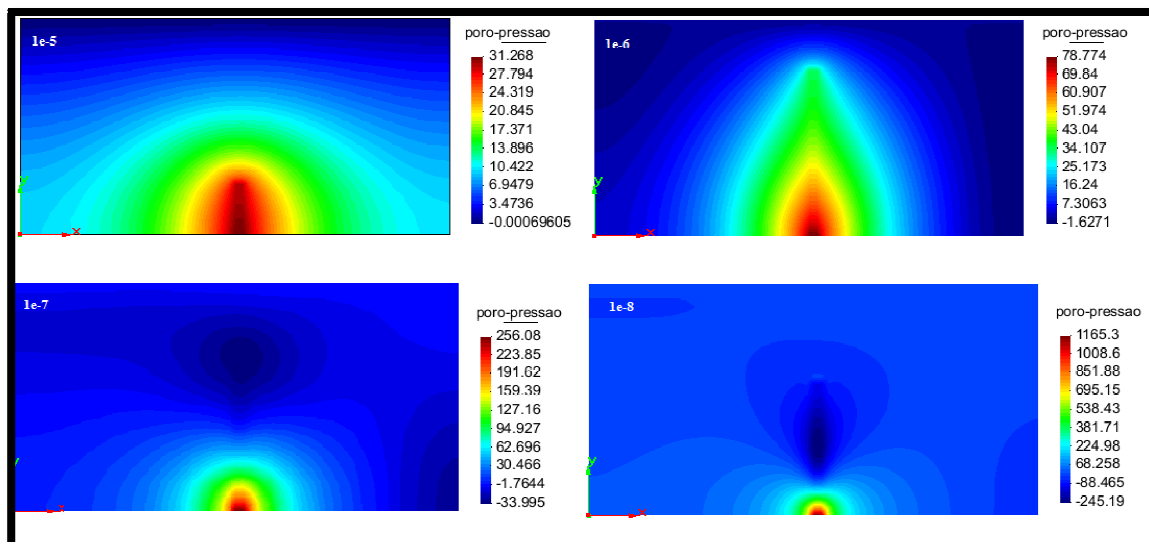 1e-5
poro-pressao
31.268
27.794
24.319
20.845
17.371
13.896
10.422
6.9479
3.4736
-0.00069605
y
x
1e-6
poro-pressao
78.774
69.84
60.907
51.974
43.04
34.107
25.173
16.24
7.3063
-1.6271
y
x
1e-7
poro-pressao
256.08
223.85
191.62
159.39
127.16
94.927
62.696
30.466
-1.7644
-33.995
y
x
1e-8
poro-pressao
1165.3
1008.6
851.88
695.15
538.43
381.71
224.98
68.258
-88.465
-245.19
y
x